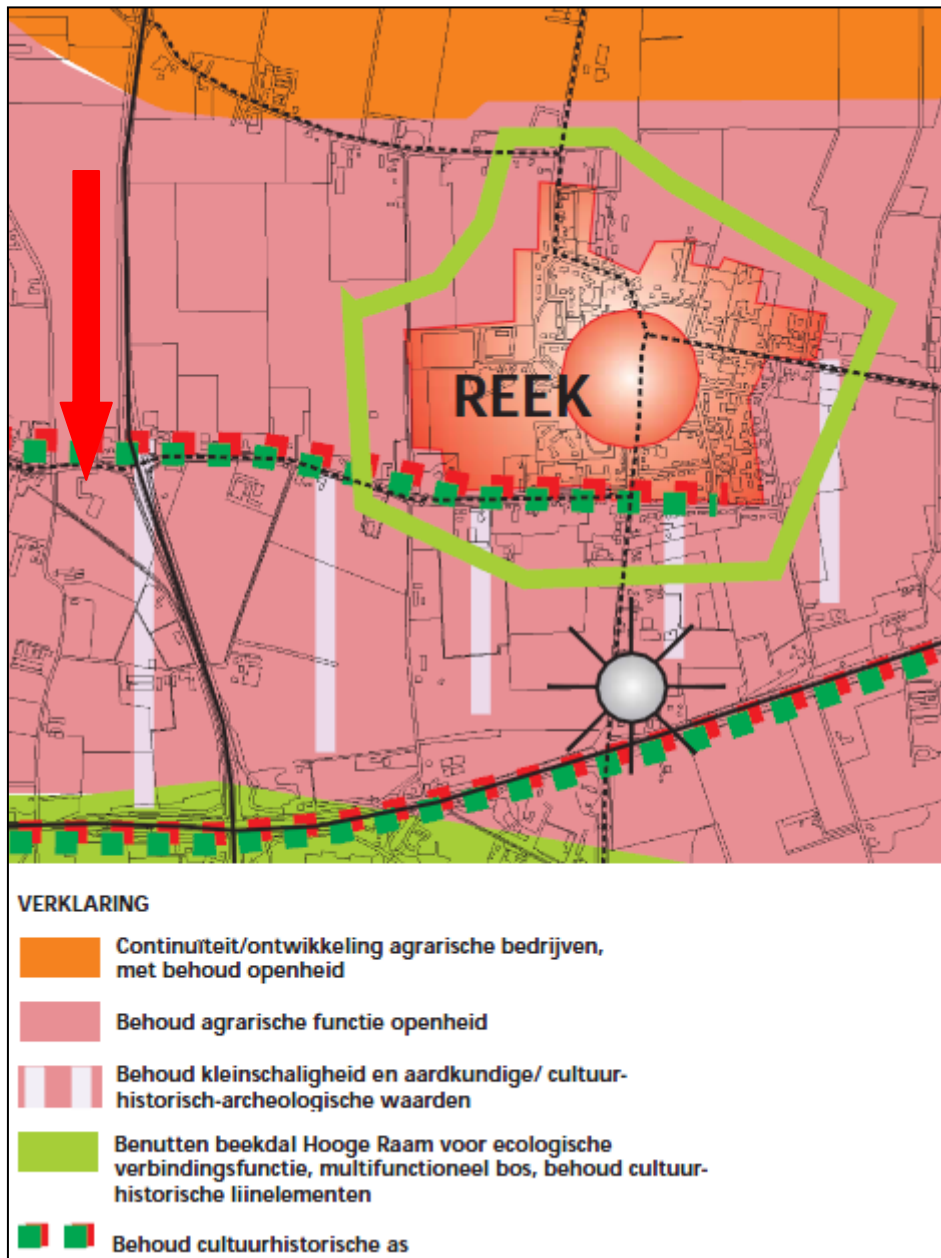 REEK
VERKLARING
Continuïteit/ontwikkeling agrarische bedrijven,
met behoud openheid
Behoud agrarische functie openheid
Behoud kleinschaligheid en aardkundige/ cultuur-
historisch-archeologische waarden
Benutten beekdal Hooge Raam voor ecologische
verbindingsfunctie, multifunctioneel bos, behoud cultuur-
historische liinelementen
Behoud cultuurhistorische as